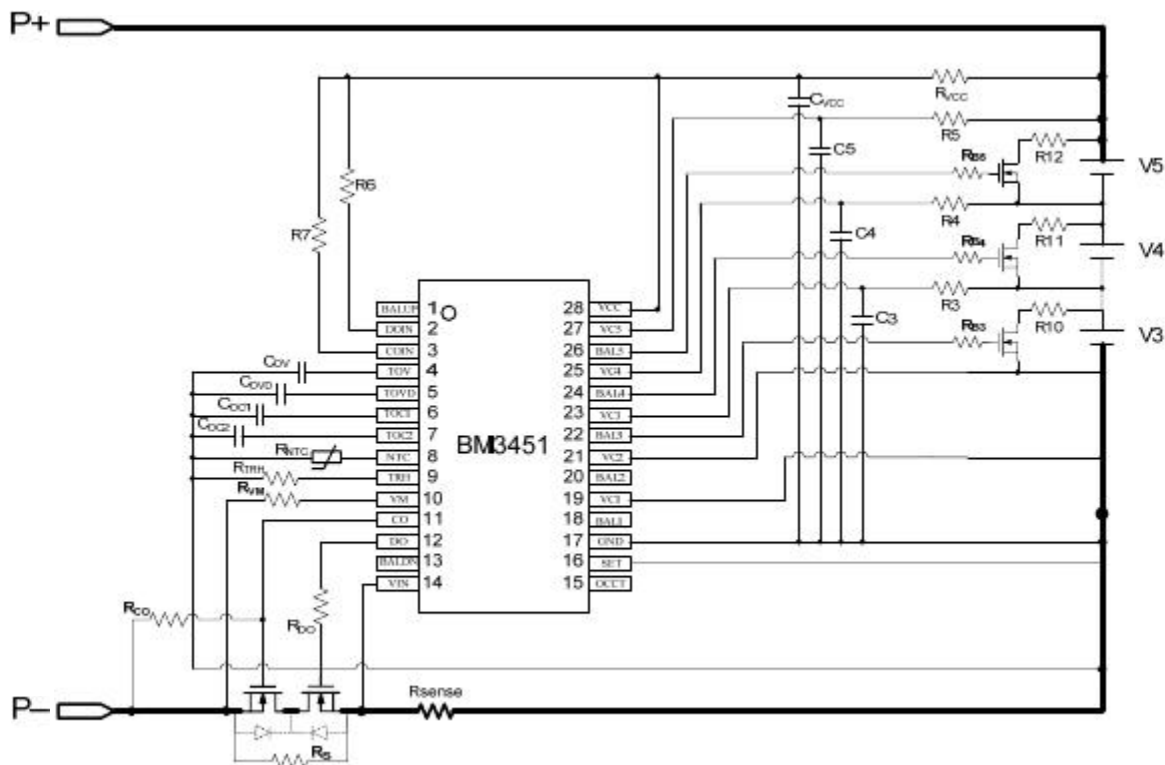 P+
CVCC
RVCC
R5
C5
RB5
R12
V5
R6
R7
R4
C4
RB4
R11
V4
R3
C3
RB3
R10
V3
BM3451
BALUP 1
DOIN 2
COIN 3
COV TOV 4
COVD TOVD 5
COC1 TOC1 6
COC2 TOC2 7
RNTC NTC 8
RTRH TRH 9
RVM VM 10
CO 11
DO 12
BALDN 13
VIN 14
28 VCC
27 VC5
26 BAL5
25 VC4
24 BAL4
23 VC3
22 BAL3
21 VC2
20 BAL2
19 VC1
18 BAL1
17 GND
16 SET
15 OCCT
RCO
RDO
P−
Rsense
RS